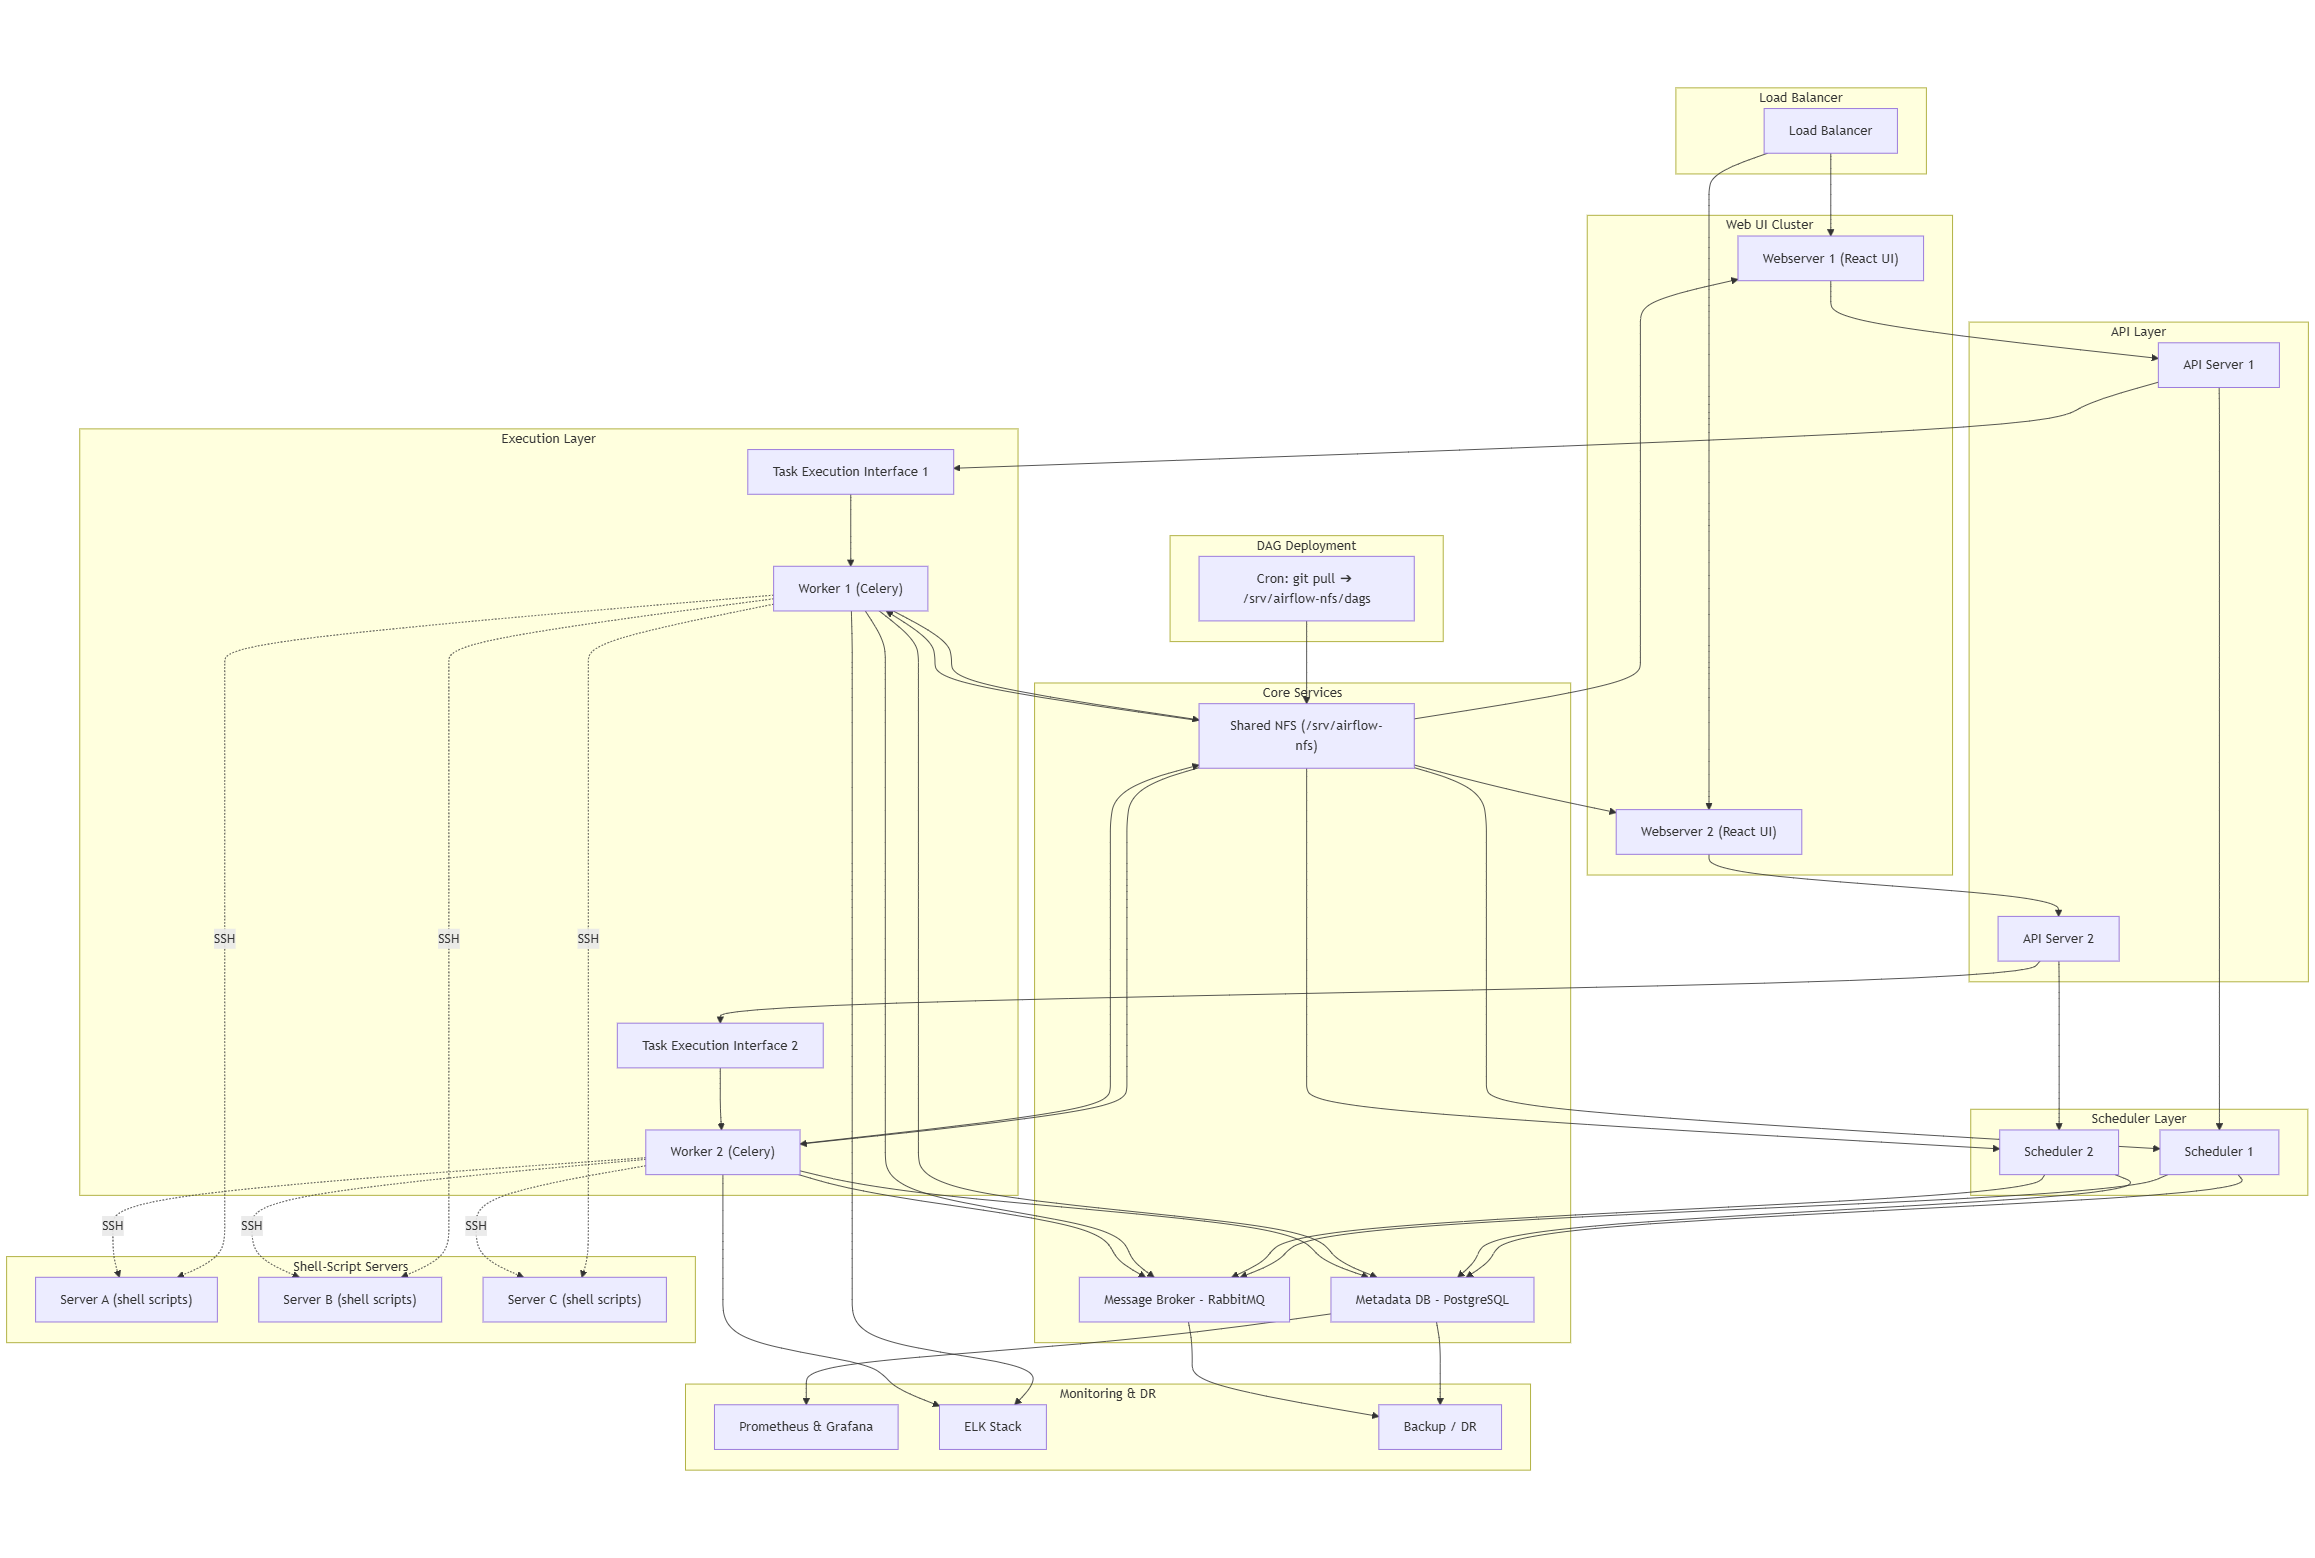 Load Balancer
Load Balancer
Web UI Cluster
Webserver 1 (React UI)
API Layer
API Server 1
Execution Layer
Task Execution Interface 1
DAG Deployment
Cron: git pull ➔
/srv/airflow-nfs/dags
Worker 1 (Celery)
Core Services
Shared NFS (/srv/airflow-
nfs)
Webserver 2 (React UI)
API Server 2
SSH
SSH
SSH
Task Execution Interface 2
Scheduler Layer
Worker 2 (Celery)
Scheduler 2
Scheduler 1
SSH
SSH
SSH
Shell-Script Servers
Server A (shell scripts)
Server B (shell scripts)
Server C (shell scripts)
Message Broker - RabbitMQ
Metadata DB - PostgreSQL
Monitoring & DR
Prometheus & Grafana
ELK Stack
Backup / DR